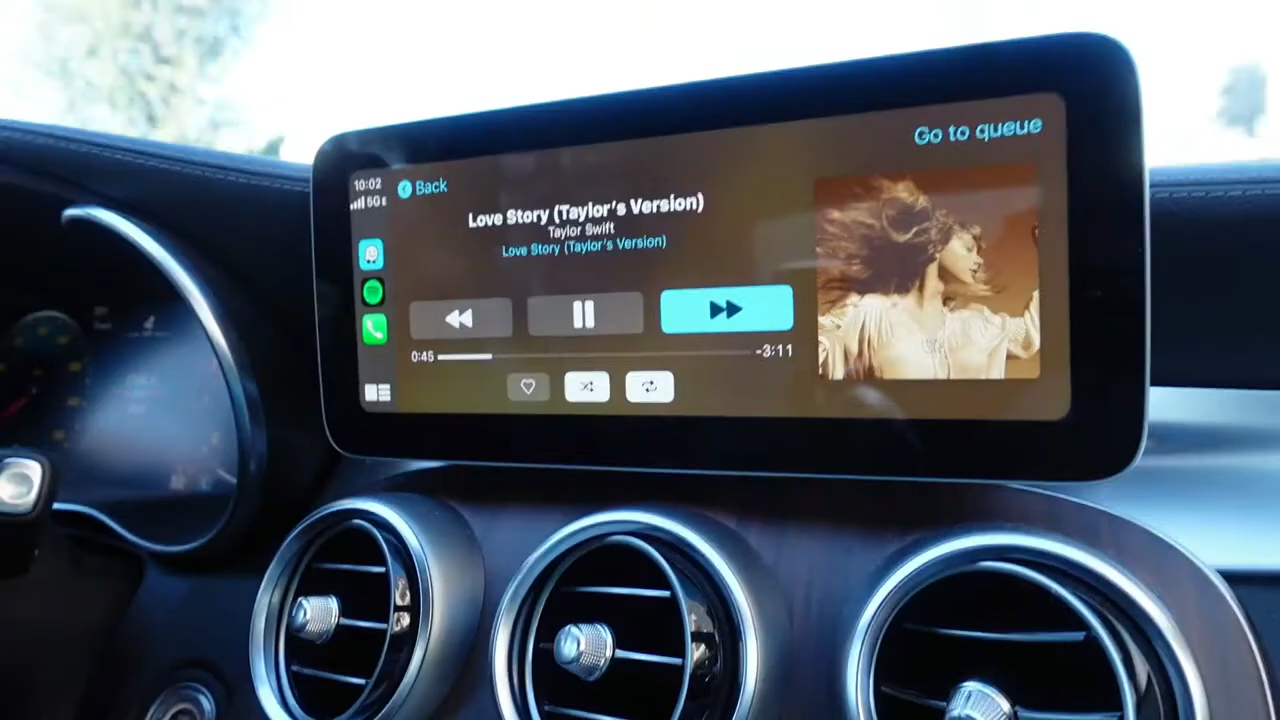 10:02
5G E
Back
Go to queue
Love Story (Taylor's Version)
Taylor Swift
Love Story (Taylor's Version)
0:45
-3:11